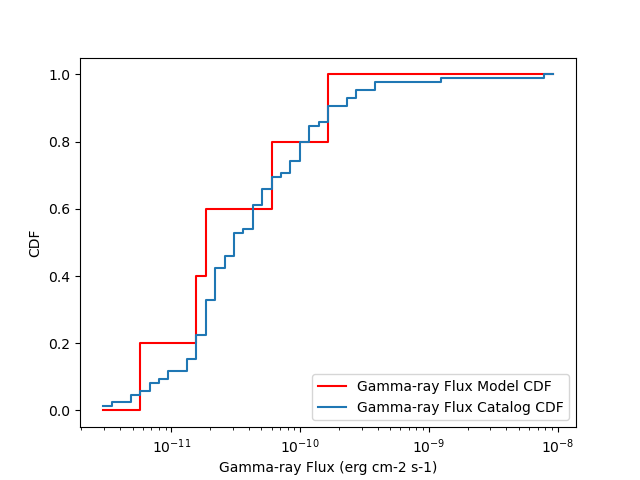 1.0
0.8
0.6
0.4
0.2
0.0
CDF
10⁻¹¹
10⁻¹⁰
10⁻⁹
10⁻⁸
Gamma-ray Flux (erg cm-2 s-1)
Gamma-ray Flux Model CDF
Gamma-ray Flux Catalog CDF